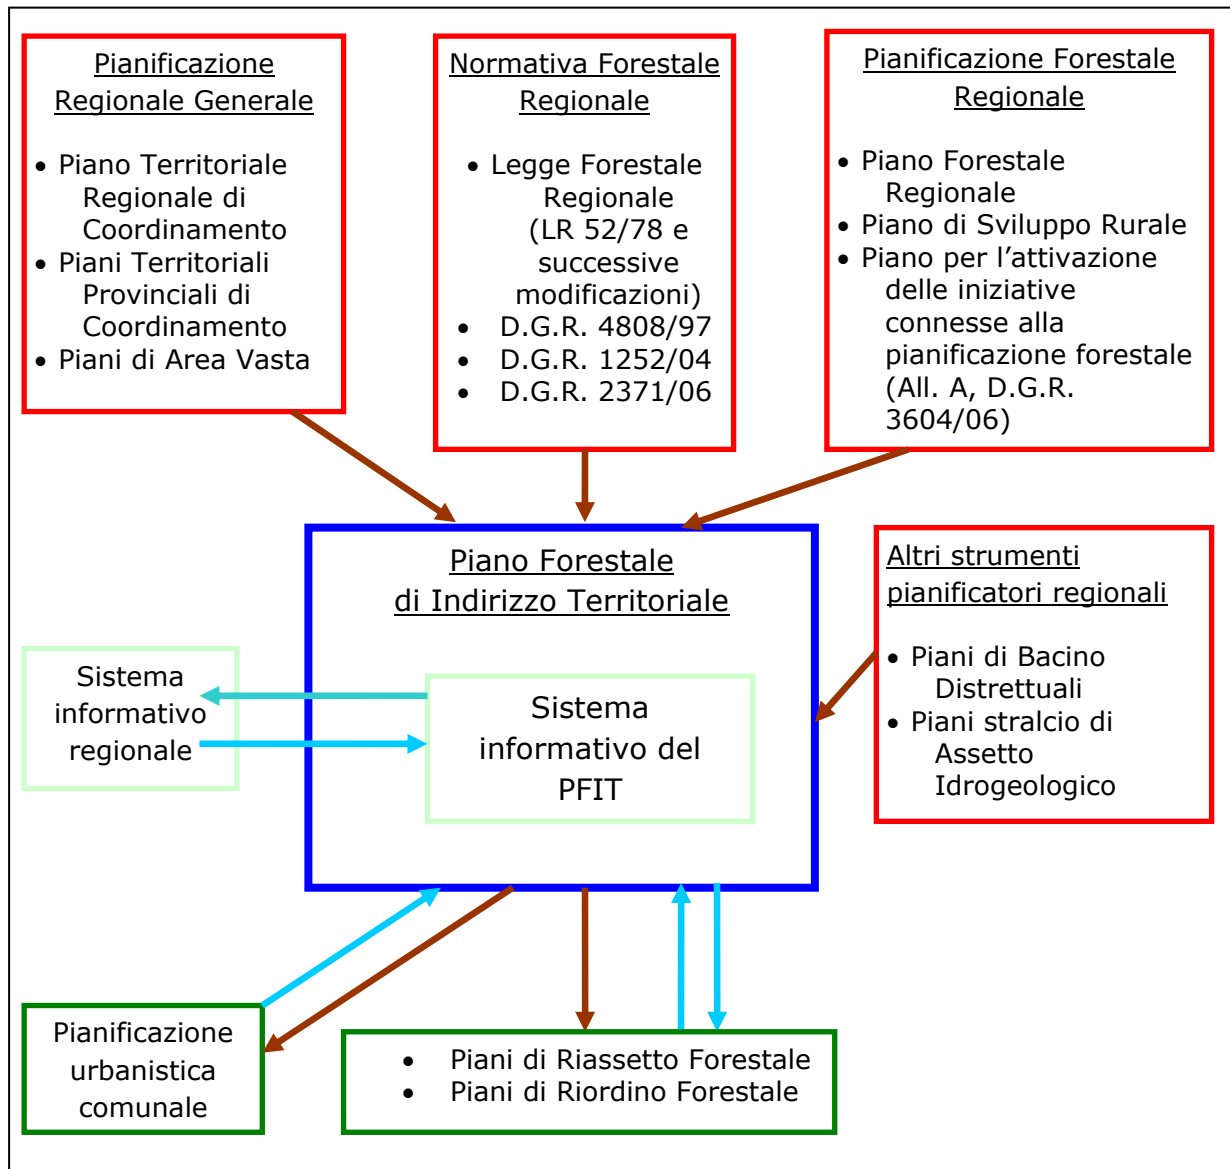 Pianificazione
Regionale Generale
• Piano Territoriale
Regionale di
Coordinamento
• Piani Territoriali
Provinciali di
Coordinamento
• Piani di Area Vasta
Normativa Forestale
Regionale
• Legge Forestale
Regionale
(LR 52/78 e
successive
modificazioni)
• D.G.R. 4808/97
• D.G.R. 1252/04
• D.G.R. 2371/06
Pianificazione Forestale
Regionale
• Piano Forestale
Regionale
• Piano di Sviluppo Rurale
• Piano per l'attivazione
delle iniziative
connesse alla
pianificazione forestale
(All. A, D.G.R.
3604/06)
Piano Forestale
di Indirizzo Territoriale
Altri strumenti
pianificatori regionali
• Piani di Bacino
Distrettuali
• Piani stralcio di
Assetto
Idrogeologico
Sistema
informativo
regionale
Sistema
informativo del
PFIT
Pianificazione
urbanistica
comunale
• Piani di Riassetto Forestale
• Piani di Riordino Forestale